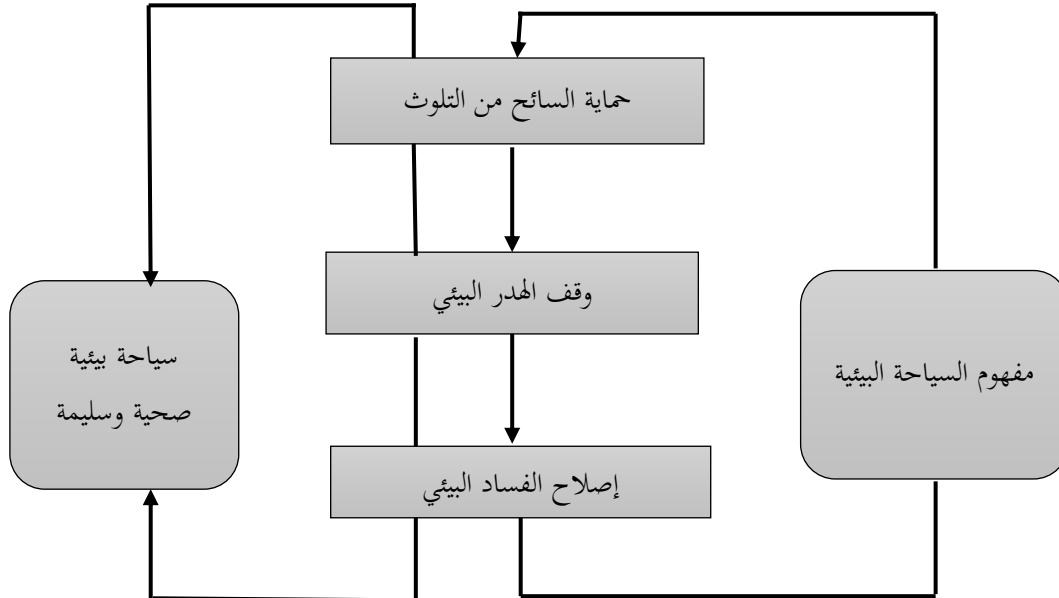 حماية السائح من التلوث
مفهوم السياحة البيئية
وقف الهدر البيئي
سياحة بيئية
صحية وسليمة
إصلاح الفساد البيئي